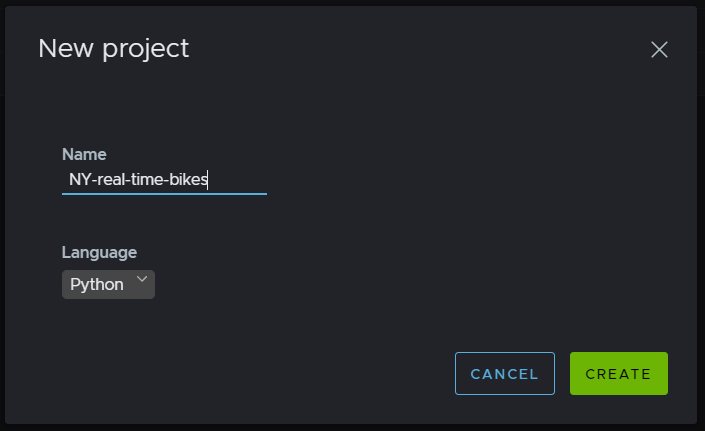 New project
Name
NY-real-time-bikes
Language
Python
CANCEL
CREATE